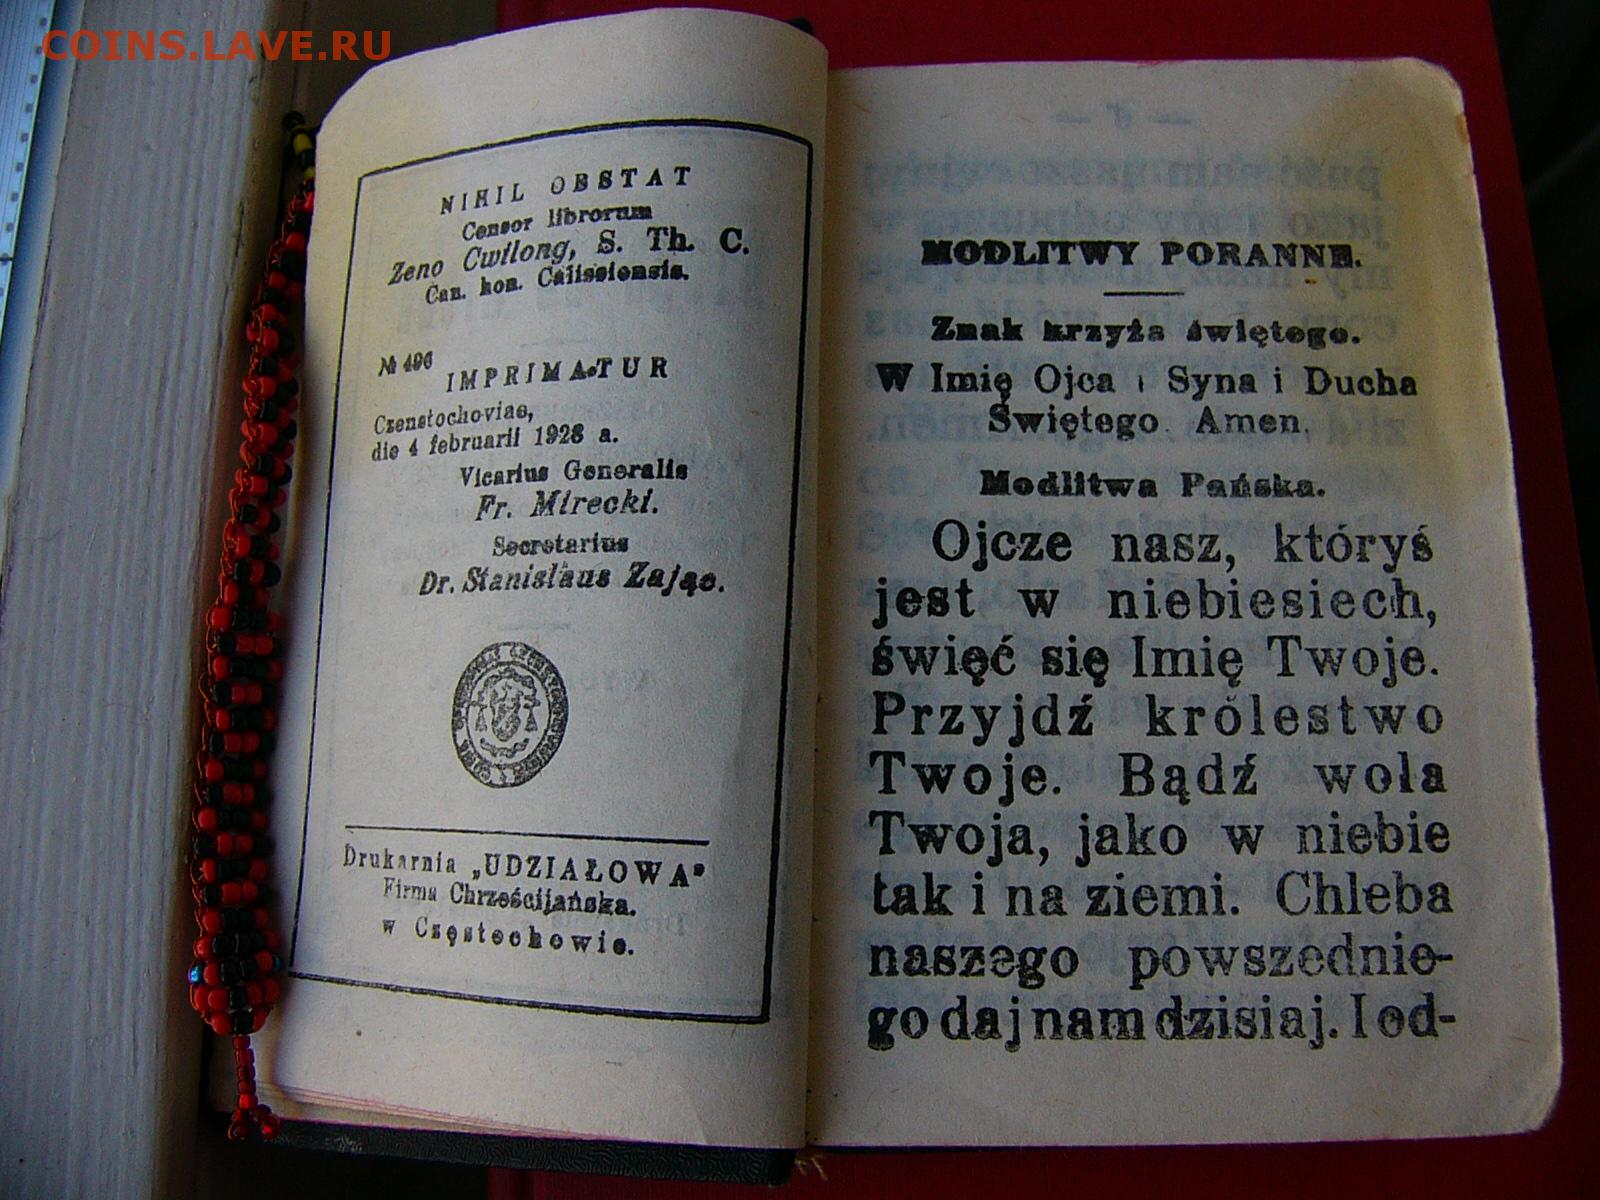 COINS.LAVE.RU
NIHIL OBSTAT
Censor librorum
Zeno Cwilong, S. Th. C.
Can. hon. Calissiensis.
№ 496
IMPRIMATUR
Czenstochoviae,
die 4 februarii 1928 a.
Vicarius Generalis
Fr. Mirecki.
Secretarius
Dr. Stanislaus Zając.
Drukarnia „UDZIAŁOWA”
Firma Chrześcijańska.
w Częstochowie.
MODLITWY PORANNE.
Znak krzyża świętego.
W Imię Ojca i Syna i Ducha
Świętego. Amen.
Modlitwa Pańska.
Ojcze nasz, któryś
jest w niebiesiech,
święć się Imię Twoje.
Przyjdź królestwo
Twoje. Bądź wola
Twoja, jako w niebie
tak i na ziemi. Chleba
naszego powszednie-
go daj nam dzisiaj. I od-